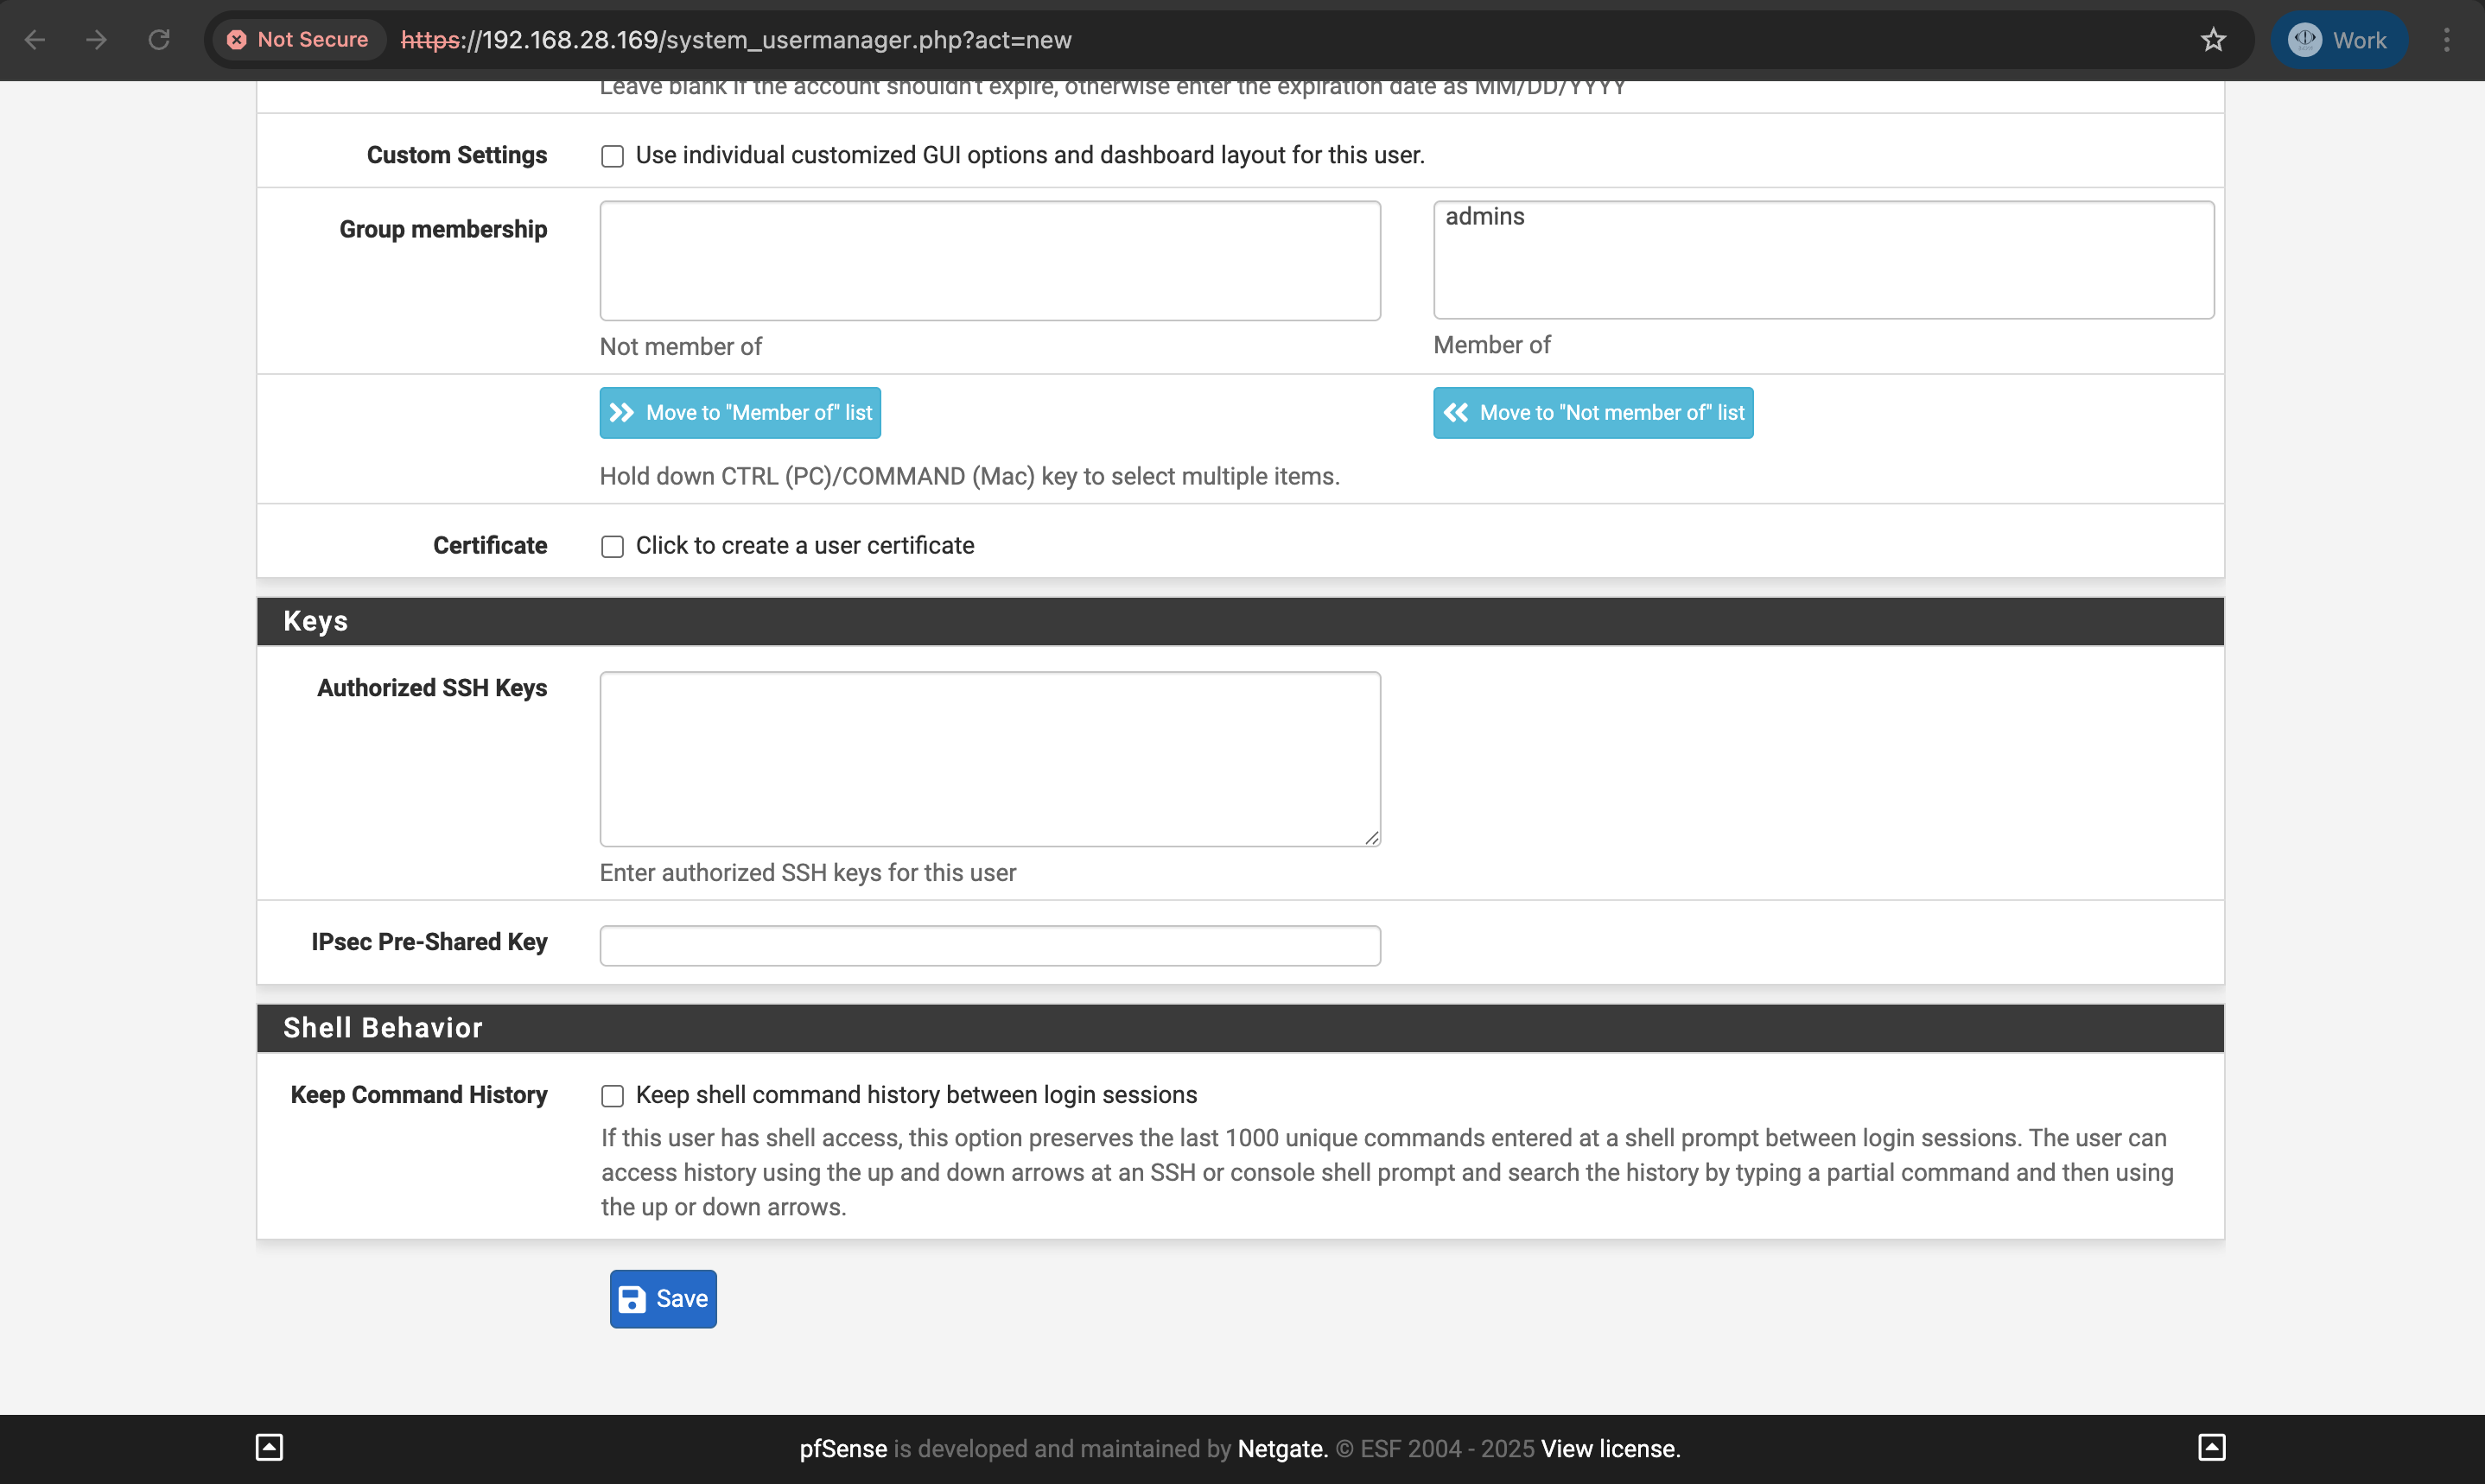 Not Secure https://192.168.28.169/system_usermanager.php?act=new Work
Leave blank if the account shouldn't expire, otherwise enter the expiration date as MM/DD/YYYY
Custom Settings Use individual customized GUI options and dashboard layout for this user.
Group membership admins
Not member of Member of
Move to "Member of" list Move to "Not member of" list
Hold down CTRL (PC)/COMMAND (Mac) key to select multiple items.
Certificate Click to create a user certificate
Keys
Authorized SSH Keys
Enter authorized SSH keys for this user
IPsec Pre-Shared Key
Shell Behavior
Keep Command History Keep shell command history between login sessions
If this user has shell access, this option preserves the last 1000 unique commands entered at a shell prompt between login sessions. The user can
access history using the up and down arrows at an SSH or console shell prompt and search the history by typing a partial command and then using
the up or down arrows.
Save
pfSense is developed and maintained by Netgate. © ESF 2004 - 2025 View license.